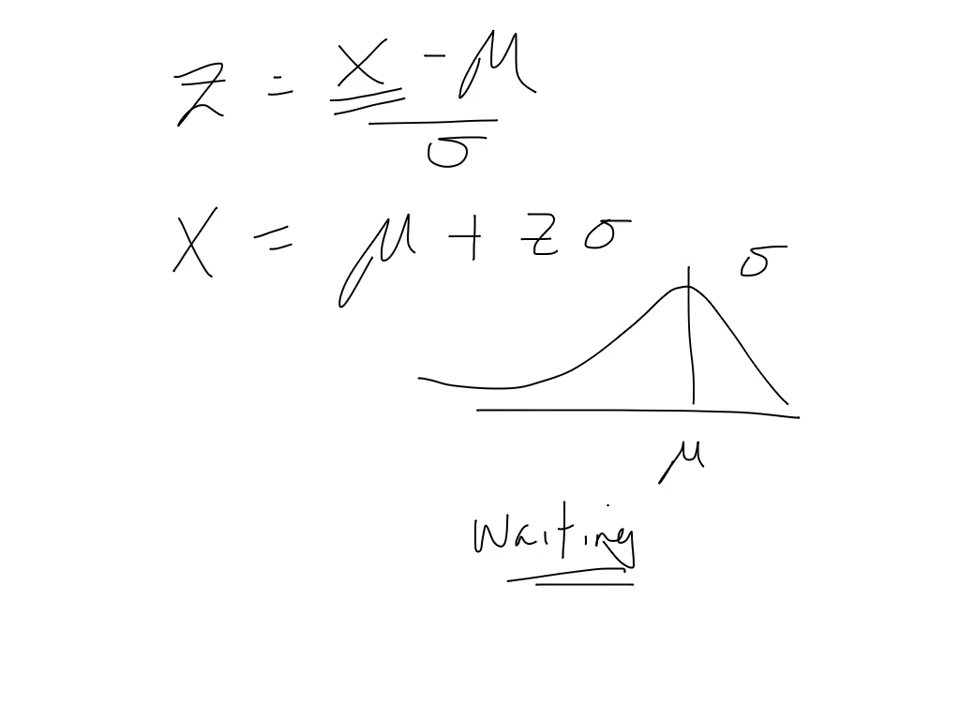 z = x - μ
σ
x = μ + zσ
σ
μ
Waiting